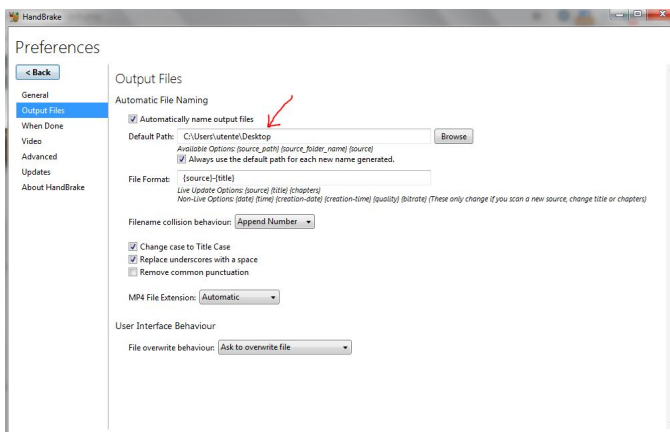 HandBrake
Preferences
< Back
General
Output Files
When Done
Video
Advanced
Updates
About HandBrake
Output Files
Automatic File Naming
Automatically name output files
Default Path: C:\Users\utente\Desktop Browse
Available Options: {source_path} {source_folder_name} {source}
Always use the default path for each new name generated.
File Format: {source}-{title}
Live Update Options: {source} {title} {chapters}
Non-Live Options: {date} {time} {creation-date} {creation-time} {quality} {bitrate} (These only change if you scan a new source, change title or chapters)
Filename collision behaviour: Append Number
Change case to Title Case
Replace underscores with a space
Remove common punctuation
MP4 File Extension: Automatic
User Interface Behaviour
File overwrite behaviour: Ask to overwrite file